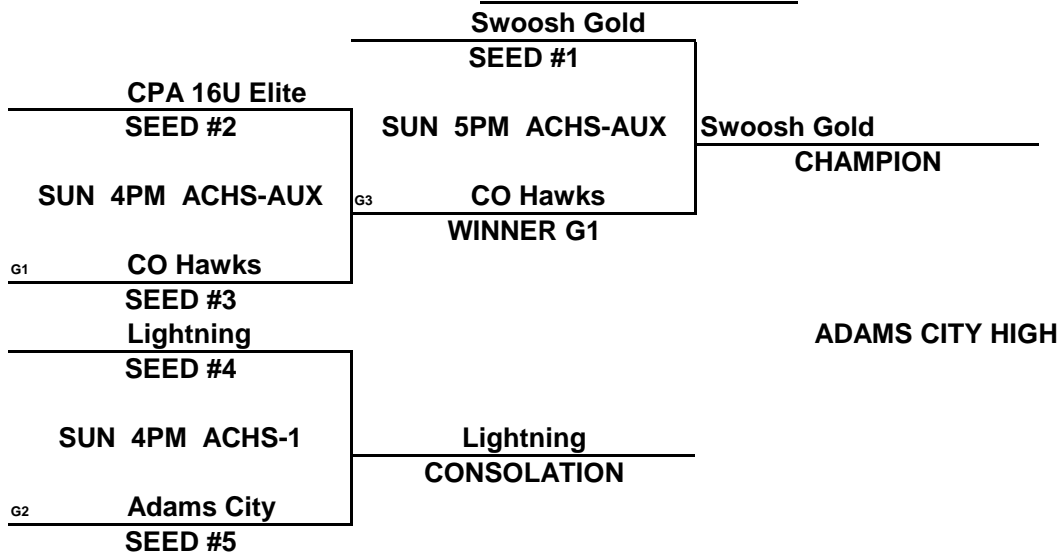 Swoosh Gold
SEED #1
CPA 16U Elite
SEED #2
SUN 5PM ACHS-AUX
Swoosh Gold
CHAMPION
SUN 4PM ACHS-AUX
G3 CO Hawks
WINNER G1
G1 CO Hawks
SEED #3
Lightning
ADAMS CITY HIGH
SEED #4
SUN 4PM ACHS-1
Lightning
CONSOLATION
G2 Adams City
SEED #5